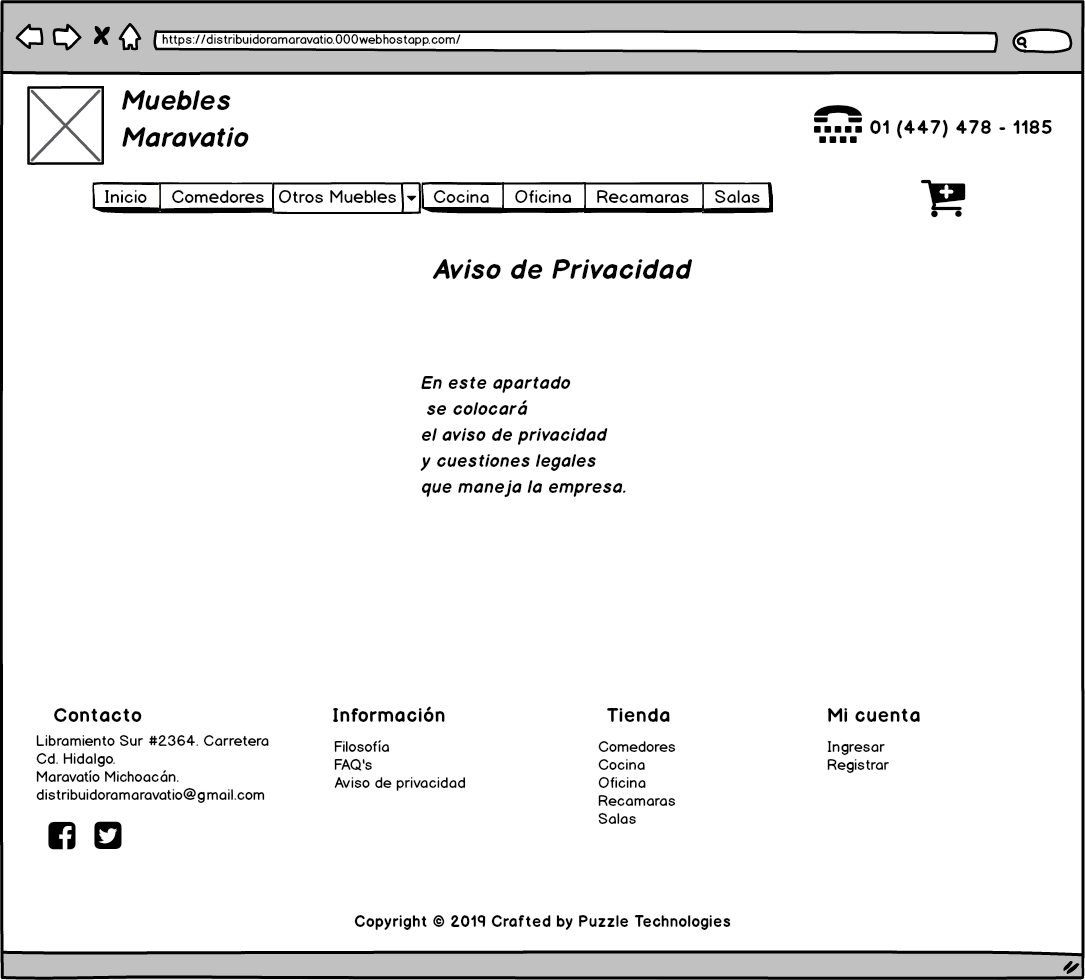 https://distribuidoramaravatio.000webhostapp.com/
Muebles
Maravatio
01 (447) 478 - 1185
Inicio Comedores Otros Muebles Cocina Oficina Recamaras Salas
Aviso de Privacidad
En este apartado
se colocará
el aviso de privacidad
y cuestiones legales
que maneja la empresa.
Contacto
Libramiento Sur #2364. Carretera
Cd. Hidalgo.
Maravatío Michoacán.
distribuidoramaravatio@gmail.com
Información
Filosofía
FAQ's
Aviso de privacidad
Tienda
Comedores
Cocina
Oficina
Recamaras
Salas
Mi cuenta
Ingresar
Registrar
Copyright © 2019 Crafted by Puzzle Technologies